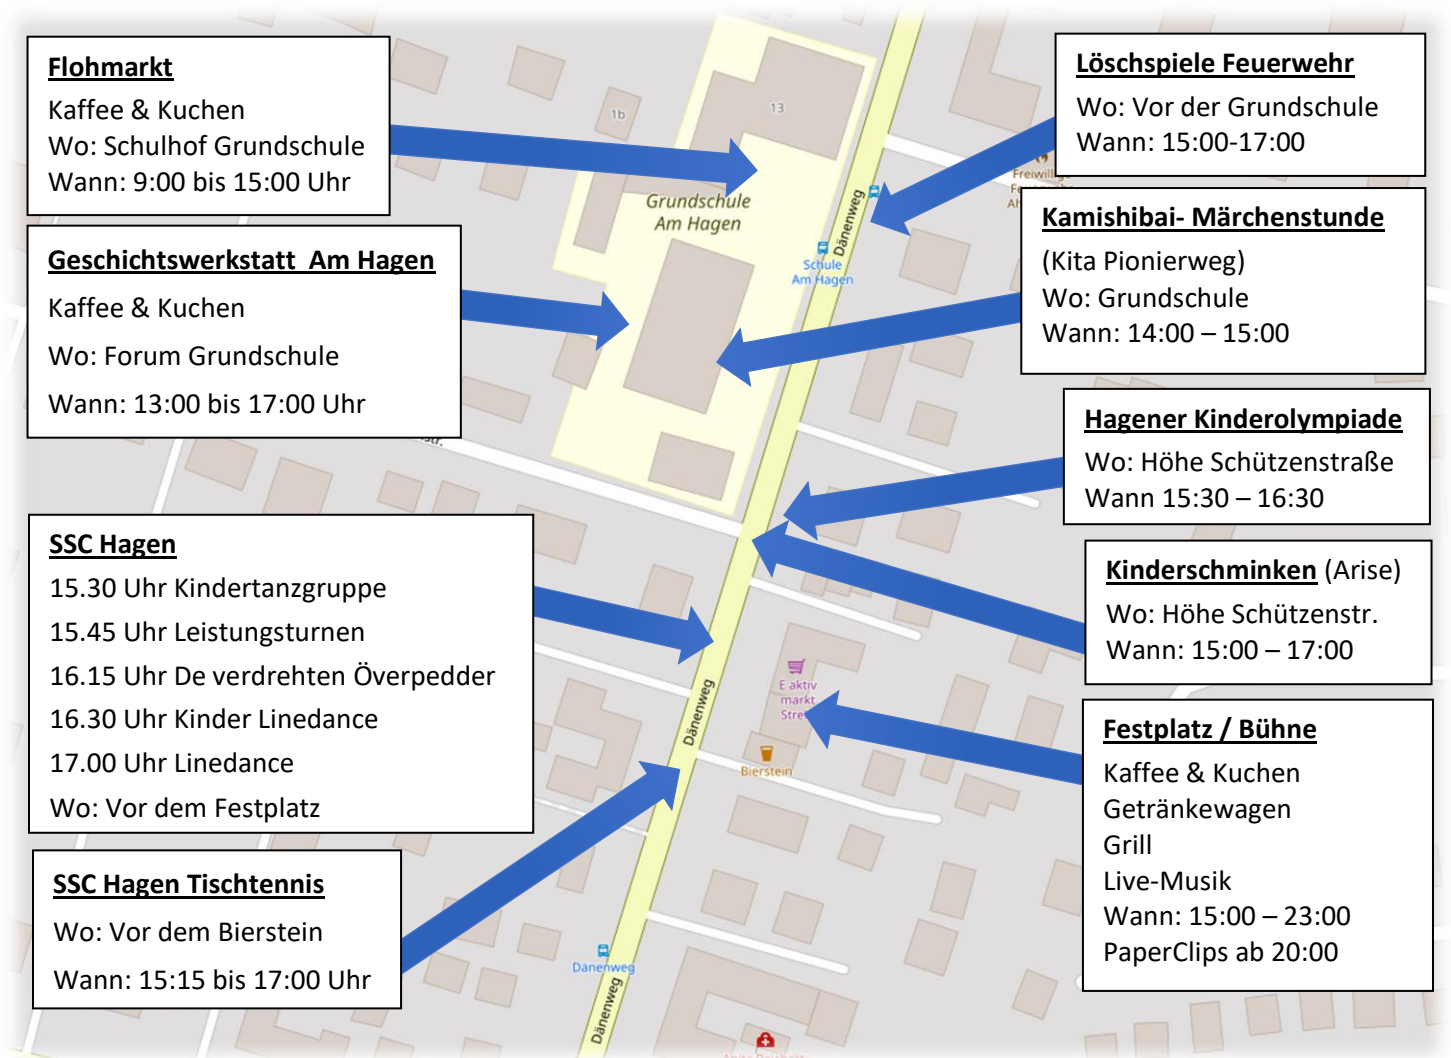 Flohmarkt
Kaffee & Kuchen
Wo: Schulhof Grundschule
Wann: 9:00 bis 15:00 Uhr
Geschichtswerkstatt Am Hagen
Kaffee & Kuchen
Wo: Forum Grundschule
Wann: 13:00 bis 17:00 Uhr
SSC Hagen
15.30 Uhr Kindertanzgruppe
15.45 Uhr Leistungsturnen
16.15 Uhr De verdrehten Överpedder
16.30 Uhr Kinder Linedance
17.00 Uhr Linedance
Wo: Vor dem Festplatz
SSC Hagen Tischtennis
Wo: Vor dem Bierstein
Wann: 15:15 bis 17:00 Uhr
1b
13
Grundschule
Am Hagen
Schule
Am Hagen
Dänenweg
E aktiv
markt
Bierstein
Dänenweg
Dänenweg
Dänenweg
Löschspiele Feuerwehr
Wo: Vor der Grundschule
Wann: 15:00-17:00
Kamishibai- Märchenstunde
(Kita Pionierweg)
Wo: Grundschule
Wann: 14:00 – 15:00
Hagener Kinderolympiade
Wo: Höhe Schützenstraße
Wann 15:30 – 16:30
Kinderschminken (Arise)
Wo: Höhe Schützenstr.
Wann: 15:00 – 17:00
Festplatz / Bühne
Kaffee & Kuchen
Getränkewagen
Grill
Live-Musik
Wann: 15:00 – 23:00
PaperClips ab 20:00